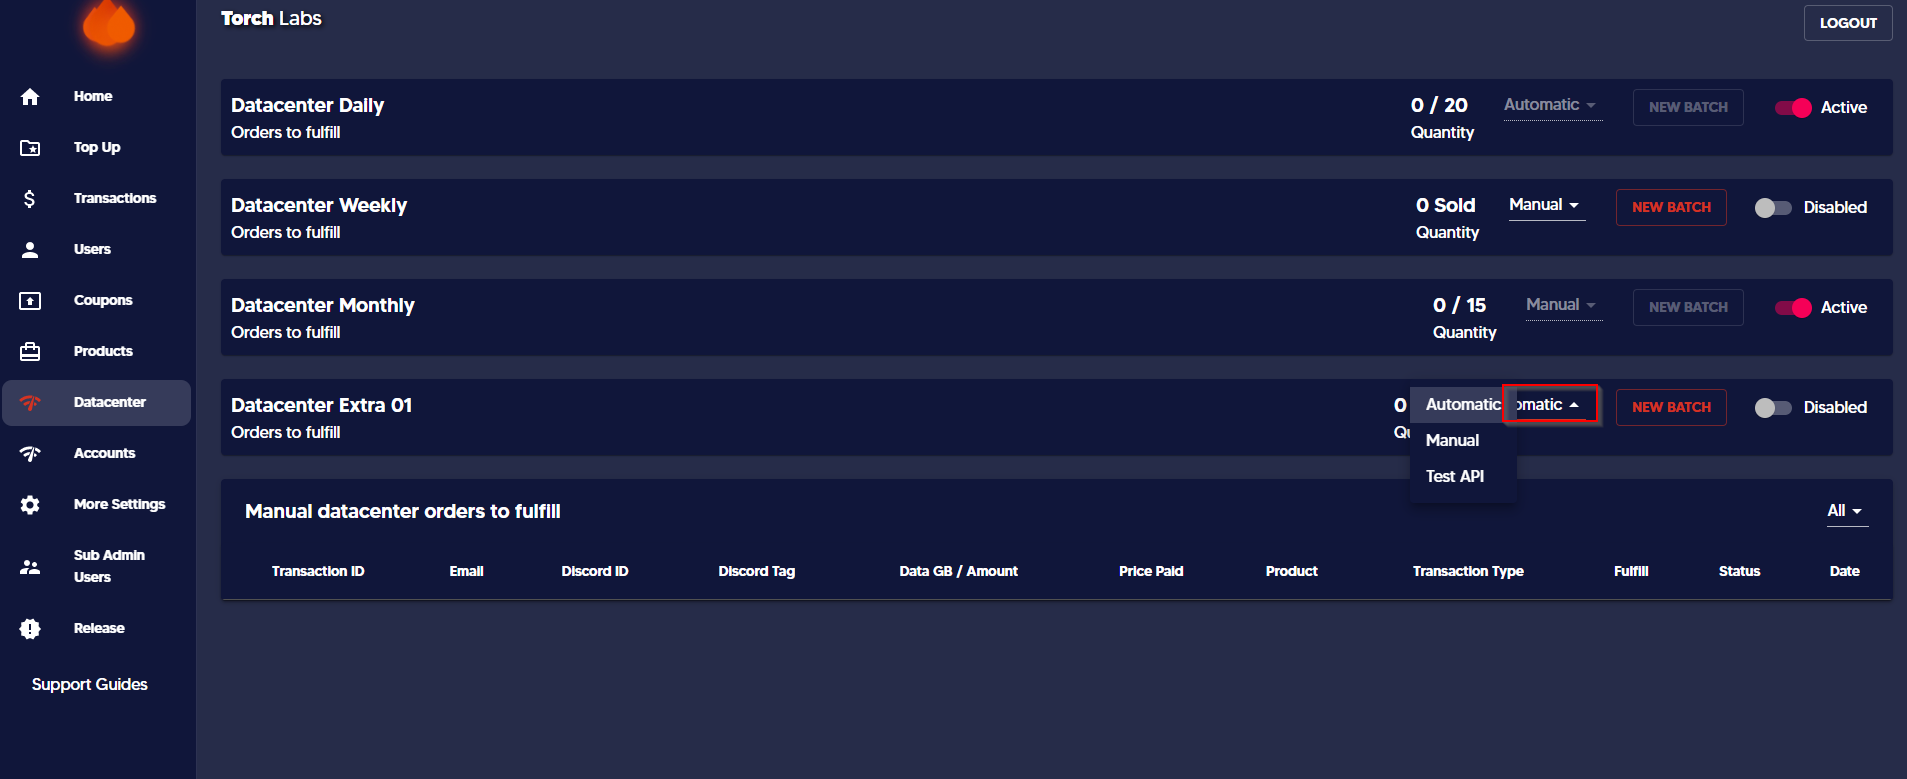 Torch Labs
LOGOUT
Home
Top Up
Transactions
Users
Coupons
Products
Datacenter
Accounts
More Settings
Sub Admin
Users
Release
Support Guides
Datacenter Daily
Orders to fulfill
0 / 20
Quantity
Automatic
NEW BATCH
Active
Datacenter Weekly
Orders to fulfill
0 Sold
Quantity
Manual
NEW BATCH
Disabled
Datacenter Monthly
Orders to fulfill
0 / 15
Quantity
Manual
NEW BATCH
Active
Datacenter Extra 01
Orders to fulfill
0
Qu
Automatic
omatic
Manual
Test API
NEW BATCH
Disabled
Manual datacenter orders to fulfill
All
Transaction ID Email Discord ID Discord Tag Data GB / Amount Price Paid Product Transaction Type Fulfill Status Date